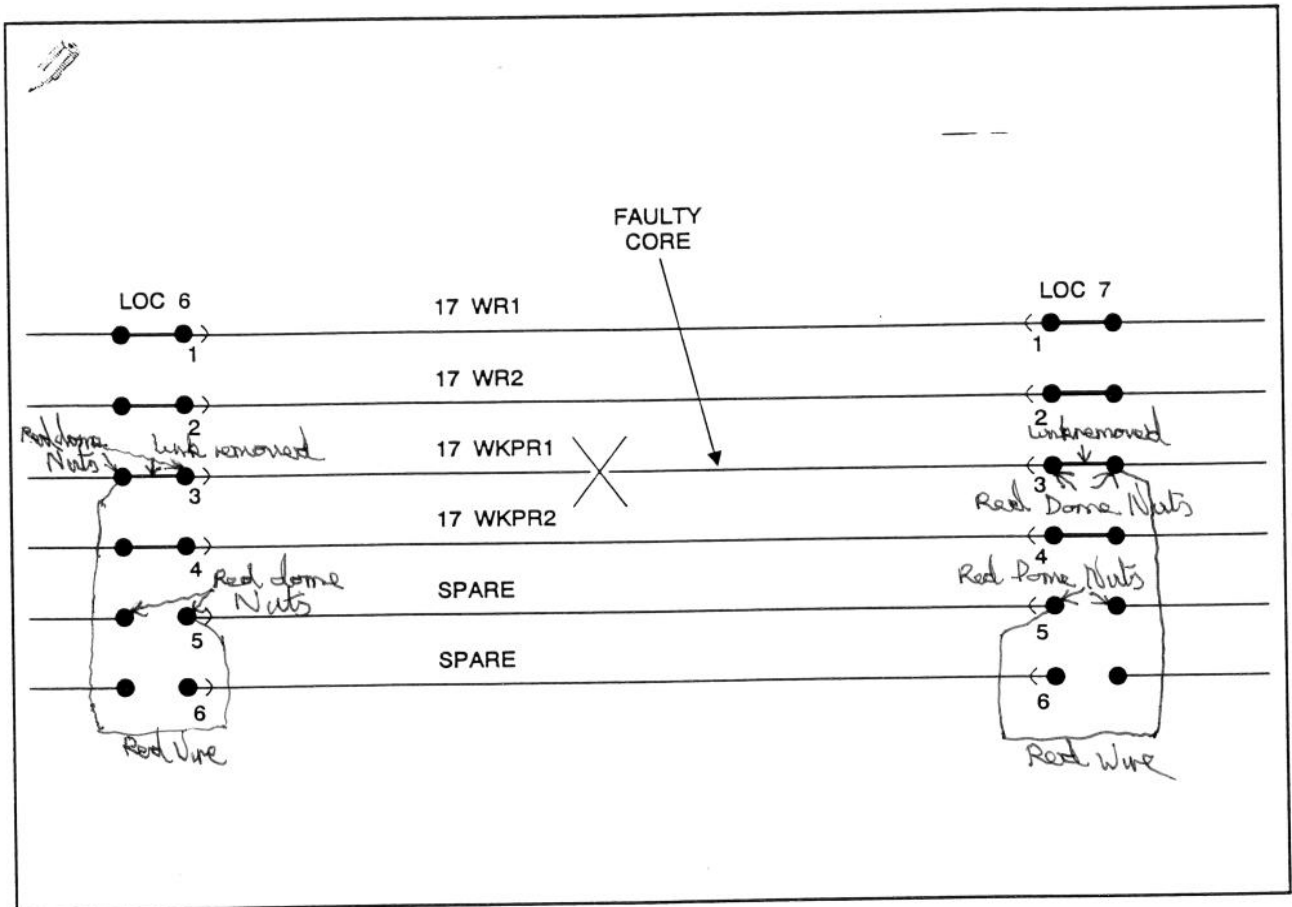 FAULTY
CORE
LOC 6
17 WR1
LOC 7
1
1
17 WR2
2
2
Red dome
Nuts
Link removed
17 WKPR1
Link removed
3
3
Red Dome Nuts
17 WKPR2
4
4
Red dome
Nuts
SPARE
Red Dome Nuts
5
5
SPARE
6
6
Red Wire
Red Wire